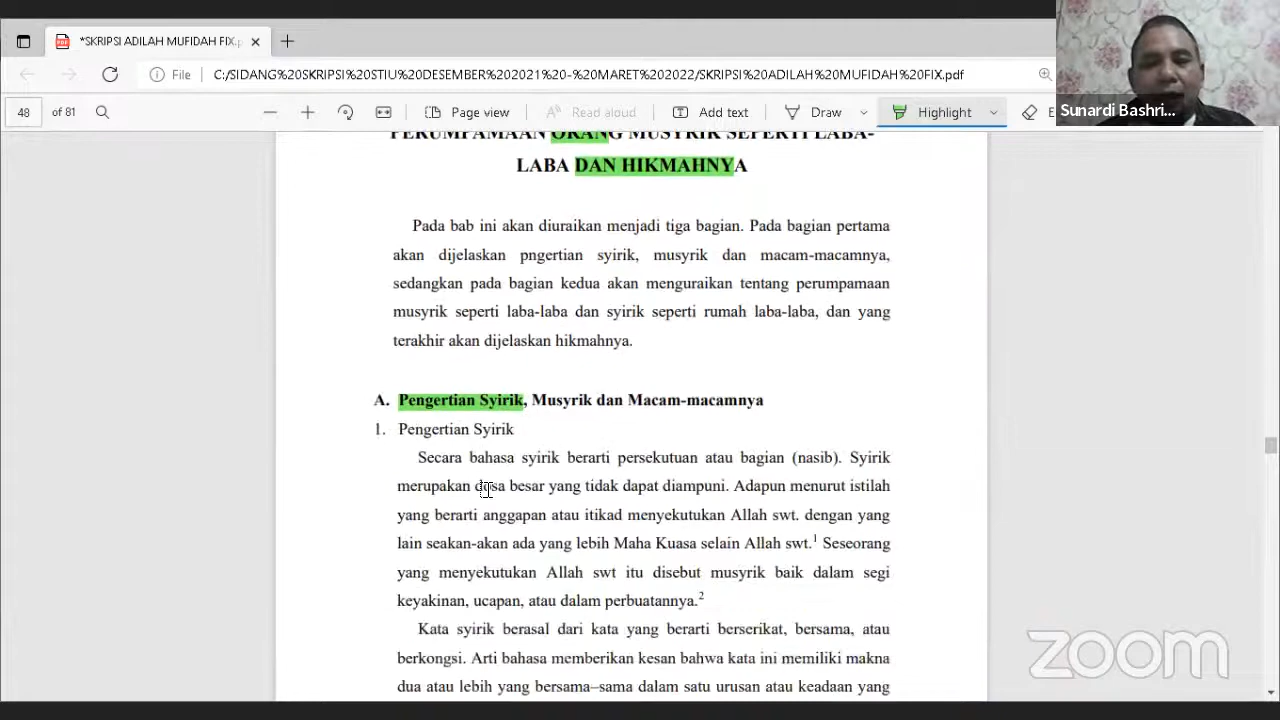 *SKRIPSI ADILAH MUFIDAH FIX.p
File C:/SIDANG%20SKRIPSI%20STIU%20DESEMBER%202021%20-%20MARET%202022/SKRIPSI%20ADILAH%20MUFIDAH%20FIX.pdf
48 of 81 Page view Read aloud Add text Draw Highlight
Sunardi Bashri...
PERUMPAMAAN ORANG MUSYRIK SEPERTI LABA-
LABA DAN HIKMAHNYA
Pada bab ini akan diuraikan menjadi tiga bagian. Pada bagian pertama
akan dijelaskan pngertian syirik, musyrik dan macam-macamnya,
sedangkan pada bagian kedua akan menguraikan tentang perumpamaan
musyrik seperti laba-laba dan syirik seperti rumah laba-laba, dan yang
terakhir akan dijelaskan hikmahnya.
A. Pengertian Syirik, Musyrik dan Macam-macamnya
1. Pengertian Syirik
Secara bahasa syirik berarti persekutuan atau bagian (nasib). Syirik
merupakan dosa besar yang tidak dapat diampuni. Adapun menurut istilah
yang berarti anggapan atau itikad menyekutukan Allah swt. dengan yang
lain seakan-akan ada yang lebih Maha Kuasa selain Allah swt.1 Seseorang
yang menyekutukan Allah swt itu disebut musyrik baik dalam segi
keyakinan, ucapan, atau dalam perbuatannya.2
Kata syirik berasal dari kata yang berarti berserikat, bersama, atau
berkongsi. Arti bahasa memberikan kesan bahwa kata ini memiliki makna
dua atau lebih yang bersama–sama dalam satu urusan atau keadaan yang
zoom